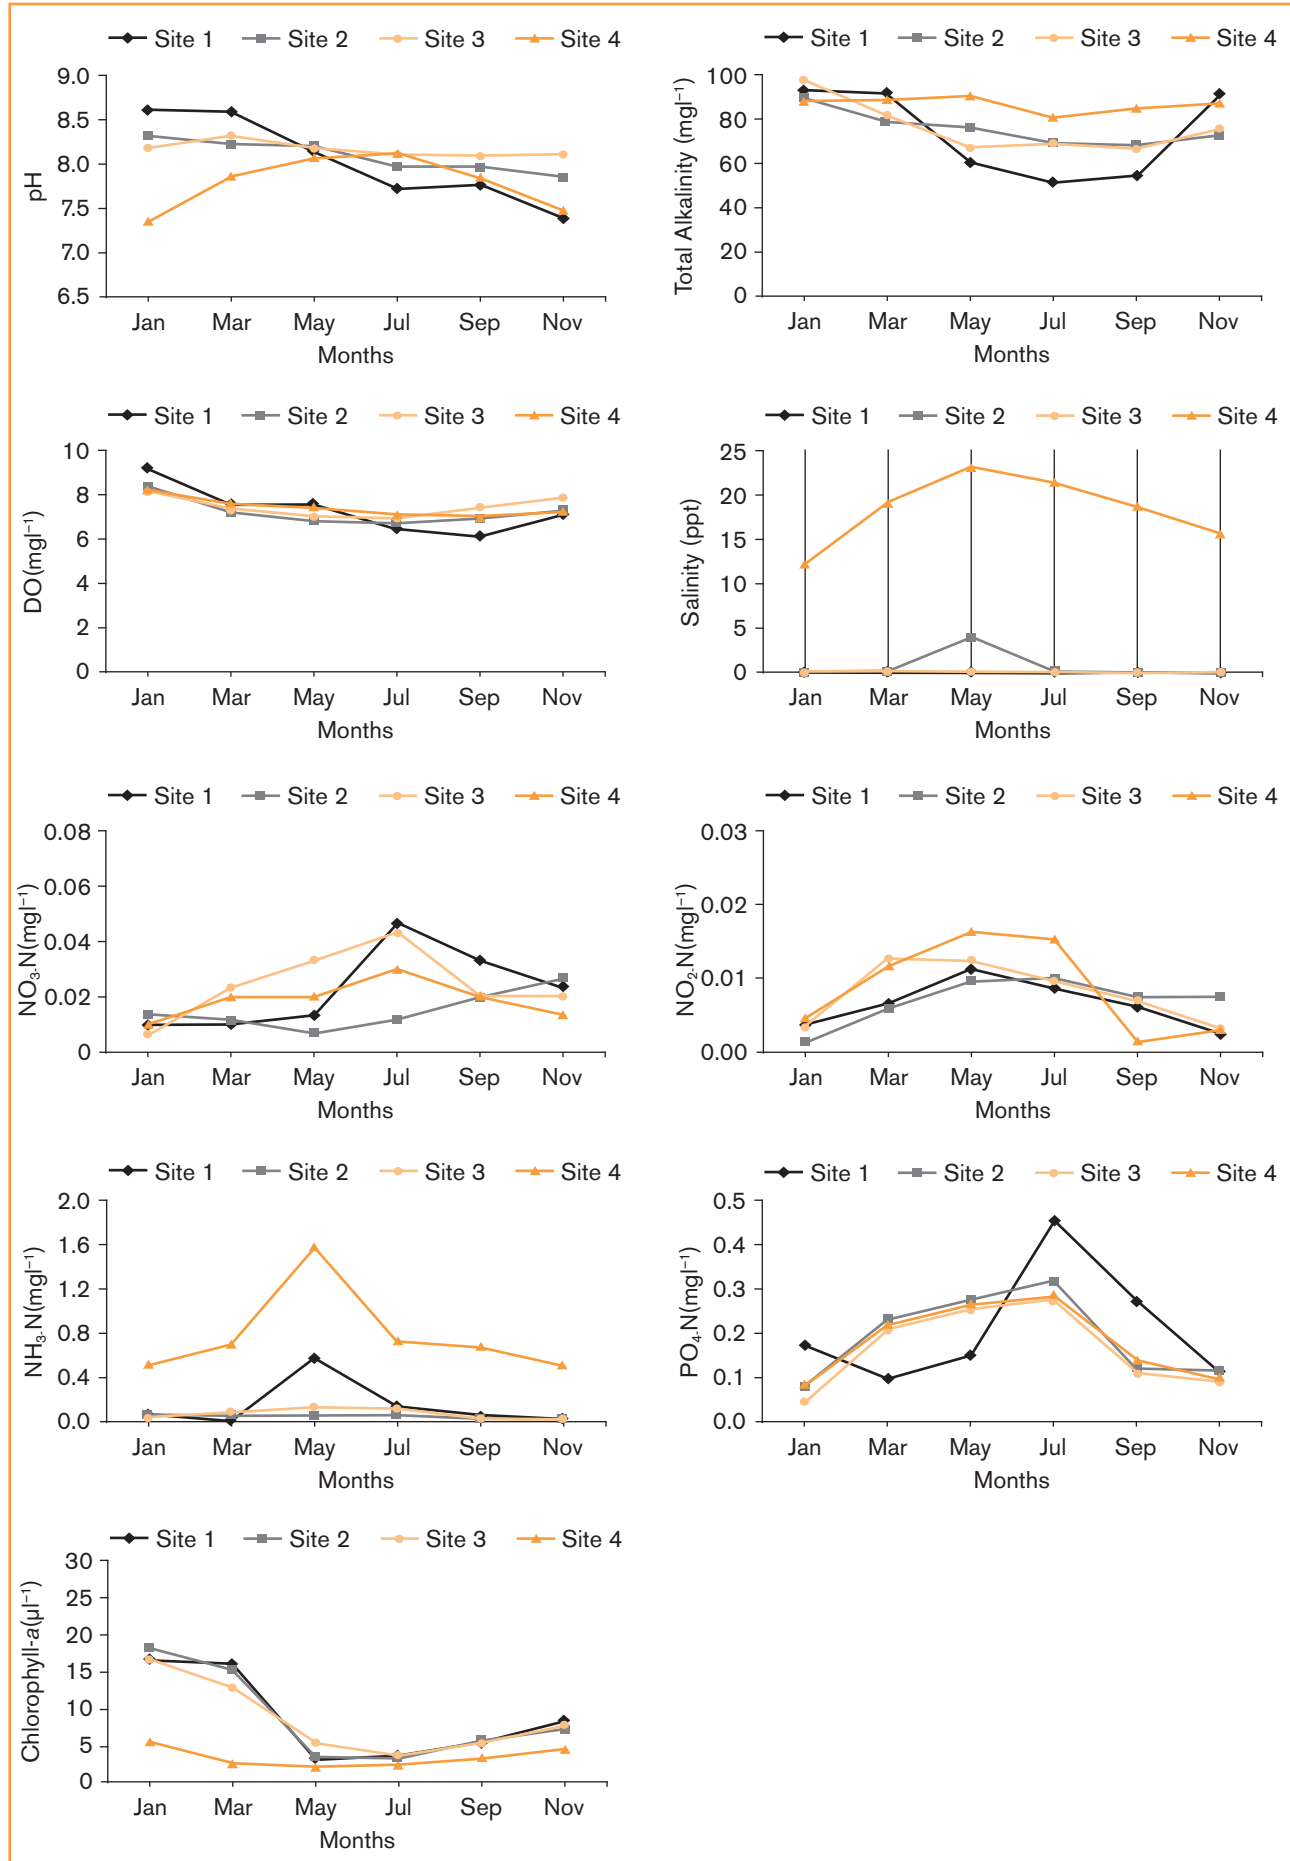 Site 1 Site 2 Site 3 Site 4
pH
9.0
8.5
8.0
7.5
7.0
6.5
Jan Mar May Jul Sep Nov
Months
Site 1 Site 2 Site 3 Site 4
Total Alkalinity (mgl⁻¹)
100
80
60
40
20
0
Jan Mar May Jul Sep Nov
Months
Site 1 Site 2 Site 3 Site 4
DO(mgl⁻¹)
10
8
6
4
2
0
Jan Mar May Jul Sep Nov
Months
Site 1 Site 2 Site 3 Site 4
Salinity (ppt)
25
20
15
10
5
0
Jan Mar May Jul Sep Nov
Months
Site 1 Site 2 Site 3 Site 4
NO₃-N(mgl⁻¹)
0.08
0.06
0.04
0.02
0
Jan Mar May Jul Sep Nov
Months
Site 1 Site 2 Site 3 Site 4
NO₂-N(mgl⁻¹)
0.03
0.02
0.01
0.00
Jan Mar May Jul Sep Nov
Months
Site 1 Site 2 Site 3 Site 4
NH₃-N(mgl⁻¹)
2.0
1.6
1.2
0.8
0.4
0.0
Jan Mar May Jul Sep Nov
Months
Site 1 Site 2 Site 3 Site 4
PO₄-N(mgl⁻¹)
0.5
0.4
0.3
0.2
0.1
0.0
Jan Mar May Jul Sep Nov
Months
Site 1 Site 2 Site 3 Site 4
Chlorophyll-a(µl⁻¹)
30
25
20
15
10
5
0
Jan Mar May Jul Sep Nov
Months